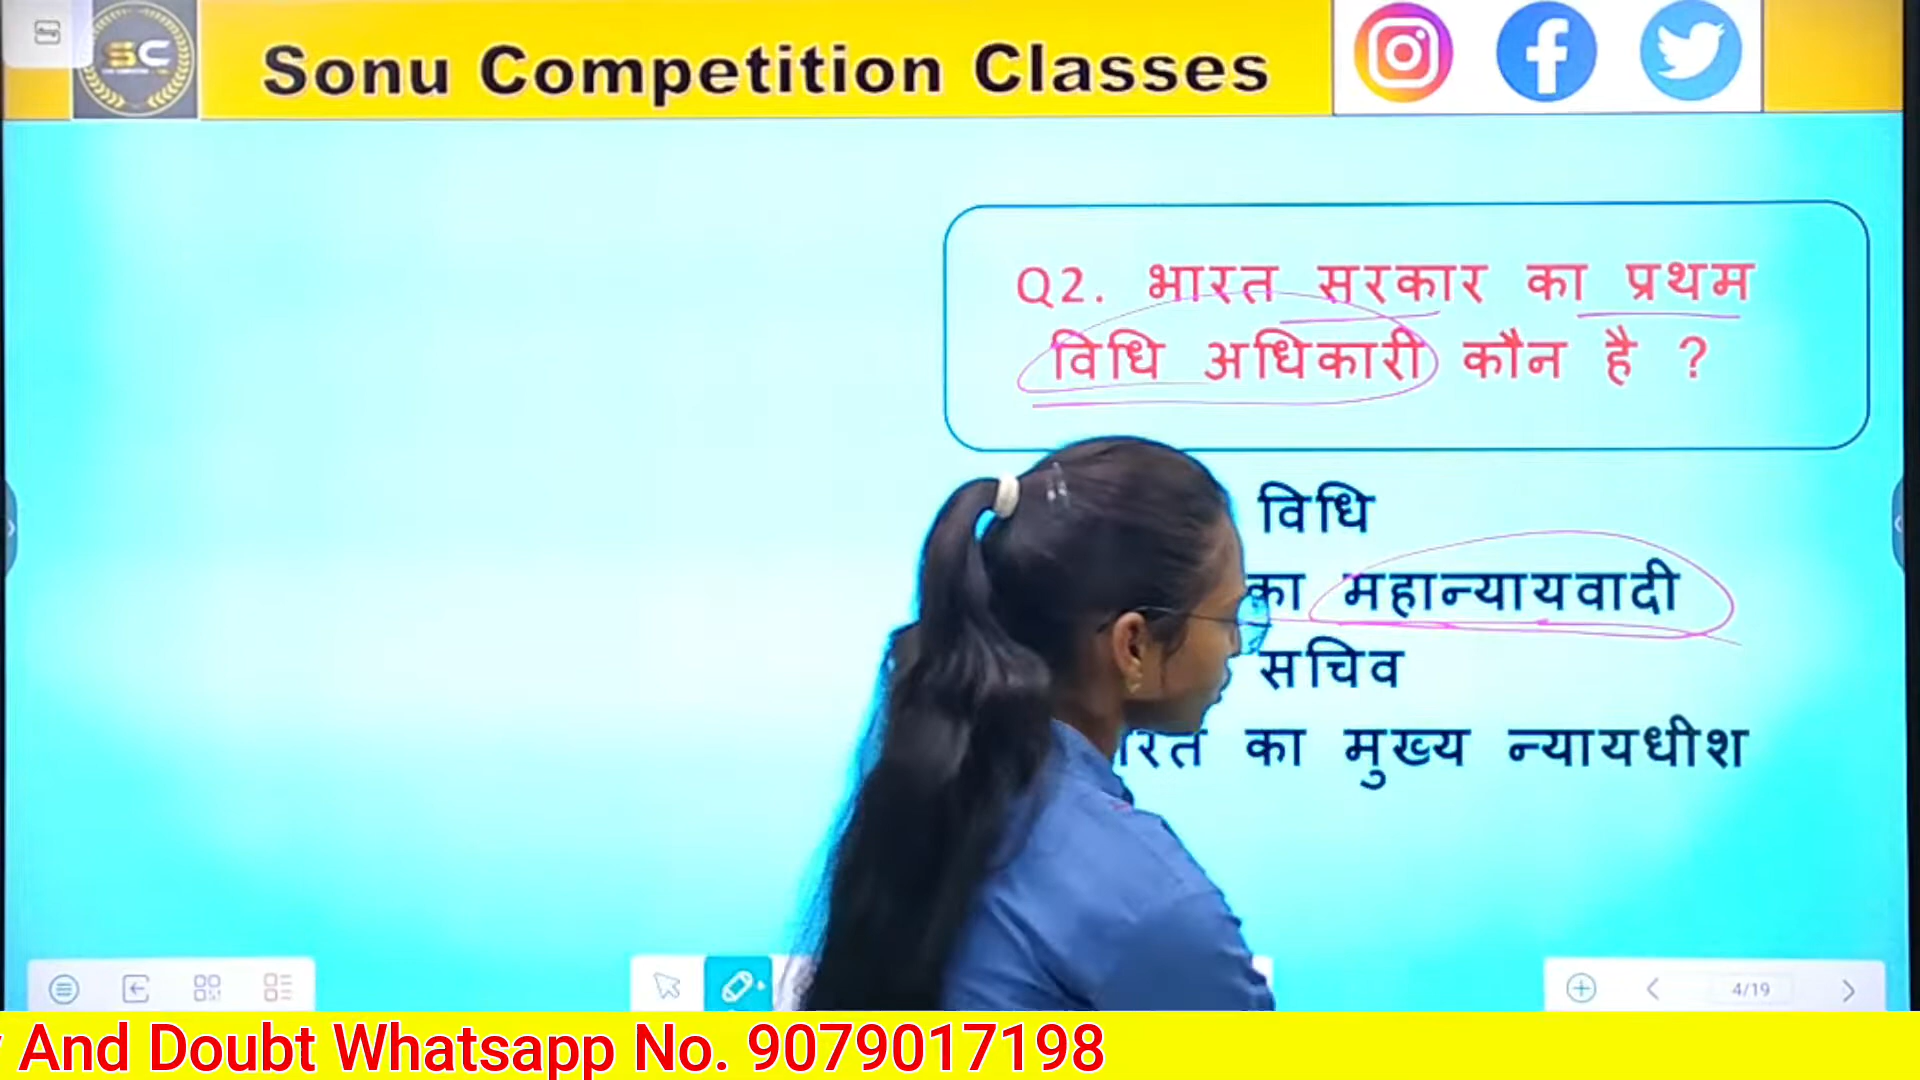 SC
Sonu Competition Classes
Q2. भारत सरकार का प्रथम
विधि अधिकारी कौन है ?
विधि
का महान्यायवादी
सचिव
का मुख्य न्यायधीश
4/19
And Doubt Whatsapp No. 9079017198